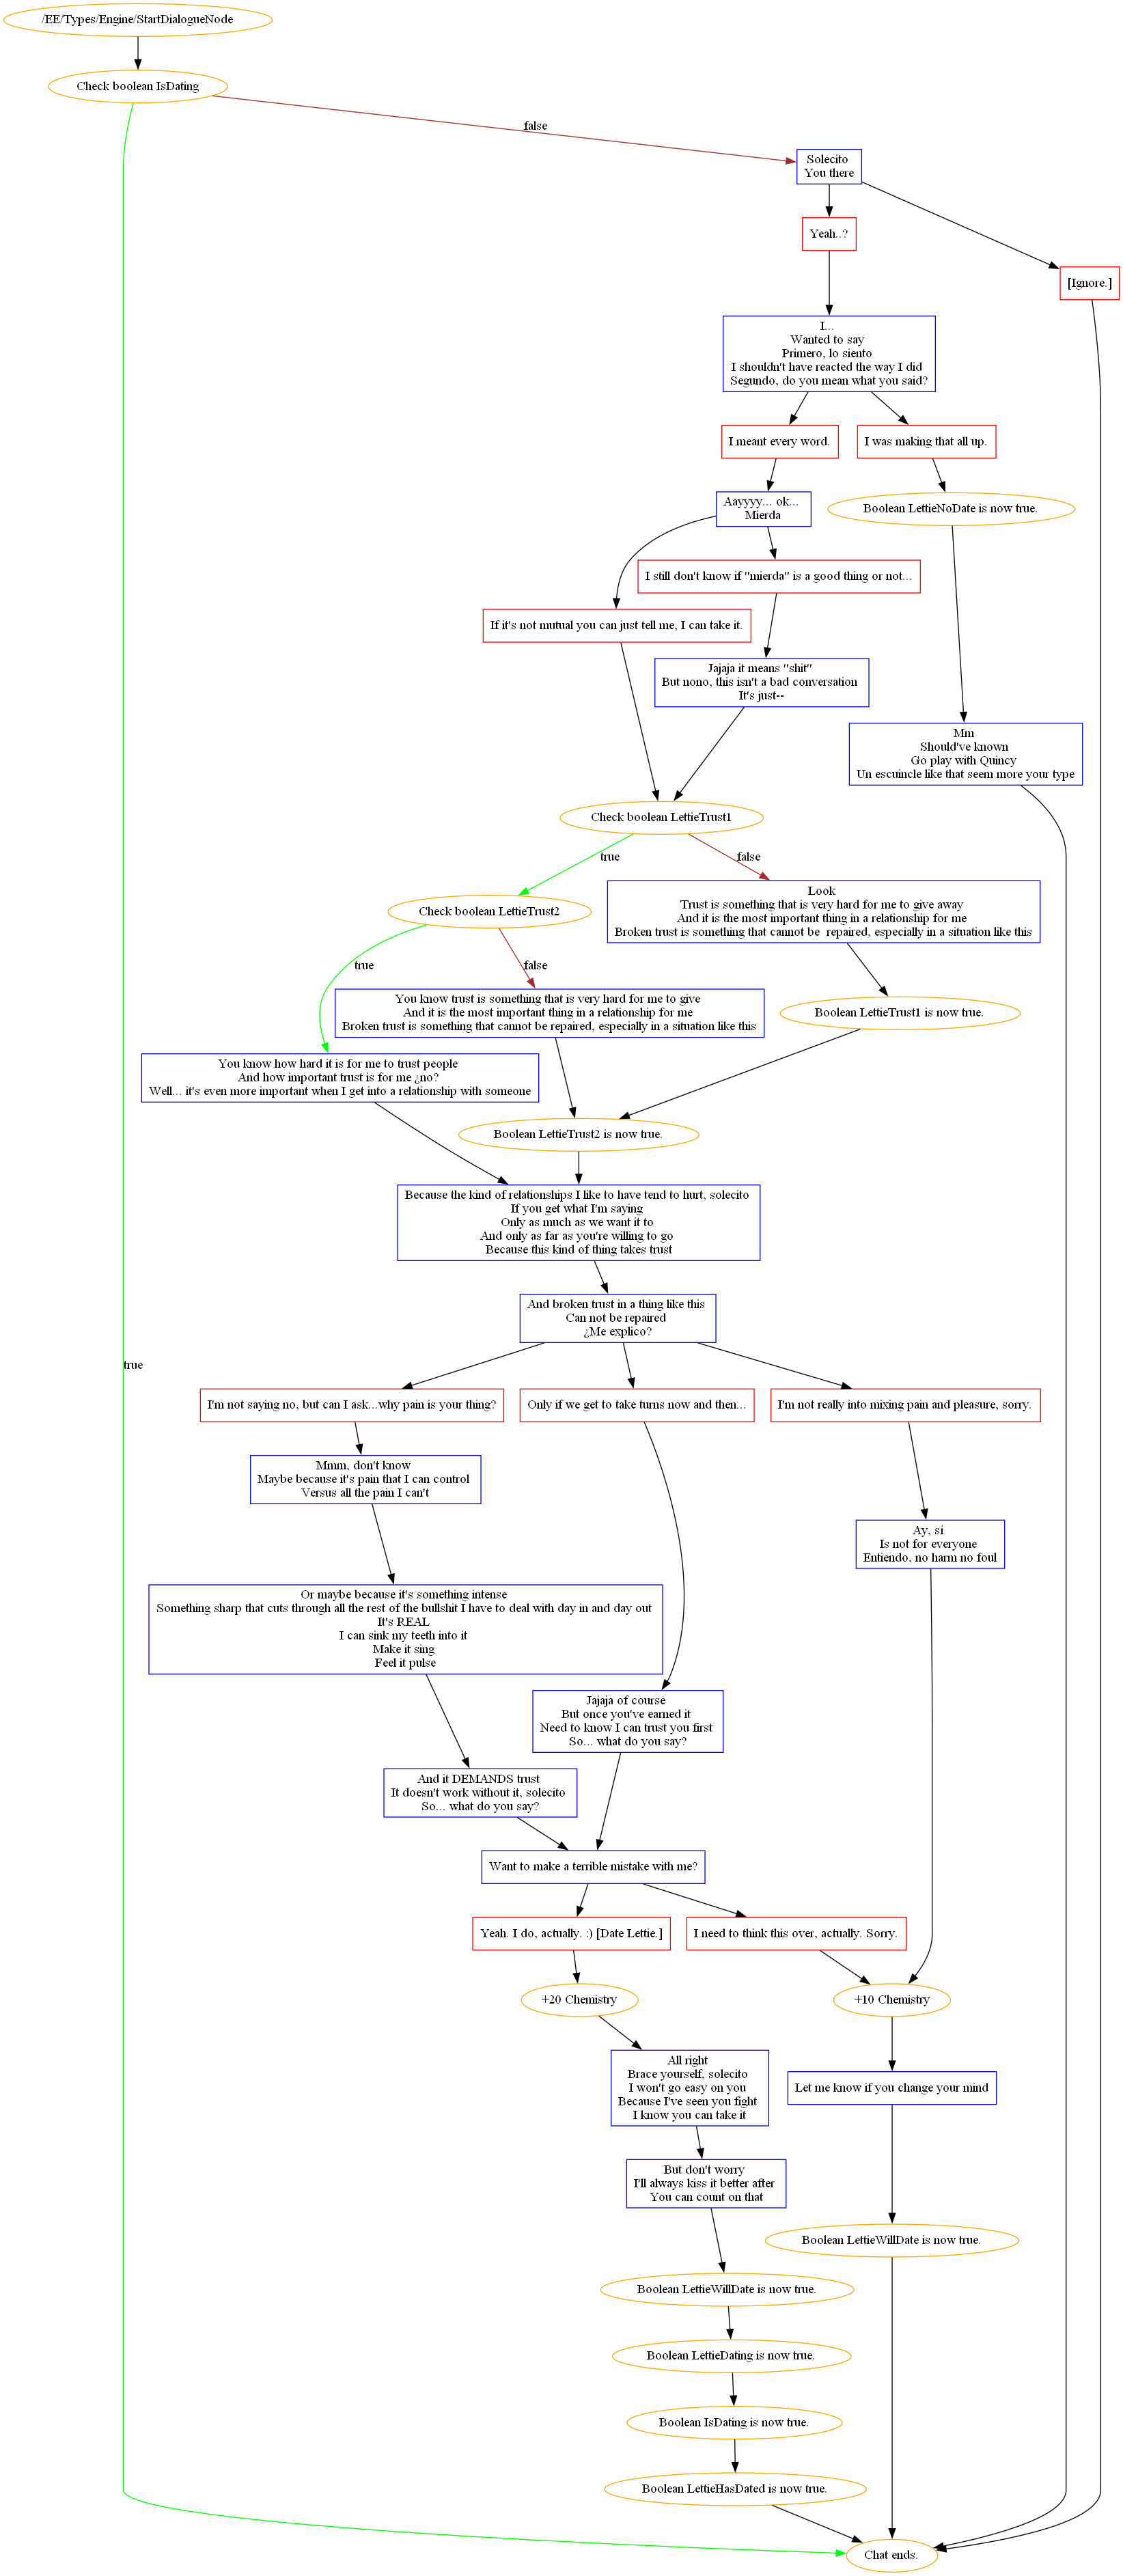 /EE/Types/Engine/StartDialogueNode
Check boolean IsDating
false
Solecito
You there
Yeah..?
[Ignore.]
I...
Wanted to say
Primero, lo siento
I shouldn't have reacted the way I did
Segundo, do you mean what you said?
I meant every word.
I was making that all up.
Aayyyy... ok...
Mierda
Boolean LettieNoDate is now true.
I still don't know if "mierda" is a good thing or not...
If it's not mutual you can just tell me, I can take it.
Jajaja it means "shit"
But nono, this isn't a bad conversation
It's just--
Mm
Should've known
Go play with Quincy
Un escuincle like that seem more your type
Check boolean LettieTrust1
true
false
Look
Trust is something that is very hard for me to give away
And it is the most important thing in a relationship for me
Broken trust is something that cannot be  repaired, especially in a situation like this
Check boolean LettieTrust2
true
false
You know trust is something that is very hard for me to give
And it is the most important thing in a relationship for me
Broken trust is something that cannot be repaired, especially in a situation like this
Boolean LettieTrust1 is now true.
You know how hard it is for me to trust people
And how important trust is for me ¿no?
Well... it's even more important when I get into a relationship with someone
Boolean LettieTrust2 is now true.
Because the kind of relationships I like to have tend to hurt, solecito
If you get what I'm saying
Only as much as we want it to
And only as far as you're willing to go
Because this kind of thing takes trust
And broken trust in a thing like this
Can not be repaired
¿Me explico?
true
I'm not saying no, but can I ask...why pain is your thing?
Only if we get to take turns now and then...
I'm not really into mixing pain and pleasure, sorry.
Mmm, don't know
Maybe because it's pain that I can control
Versus all the pain I can't
Ay, sí
Is not for everyone
Entiendo, no harm no foul
Or maybe because it's something intense
Something sharp that cuts through all the rest of the bullshit I have to deal with day in and day out
It's REAL
I can sink my teeth into it
Make it sing
Feel it pulse
Jajaja of course
But once you've earned it
Need to know I can trust you first
So... what do you say?
And it DEMANDS trust
It doesn't work without it, solecito
So... what do you say?
Want to make a terrible mistake with me?
Yeah. I do, actually. :) [Date Lettie.]
I need to think this over, actually. Sorry.
+20 Chemistry
+10 Chemistry
All right
Brace yourself, solecito
I won't go easy on you
Because I've seen you fight
I know you can take it
Let me know if you change your mind
But don't worry
I'll always kiss it better after
You can count on that
Boolean LettieWillDate is now true.
Boolean LettieWillDate is now true.
Boolean LettieDating is now true.
Boolean IsDating is now true.
Boolean LettieHasDated is now true.
Chat ends.